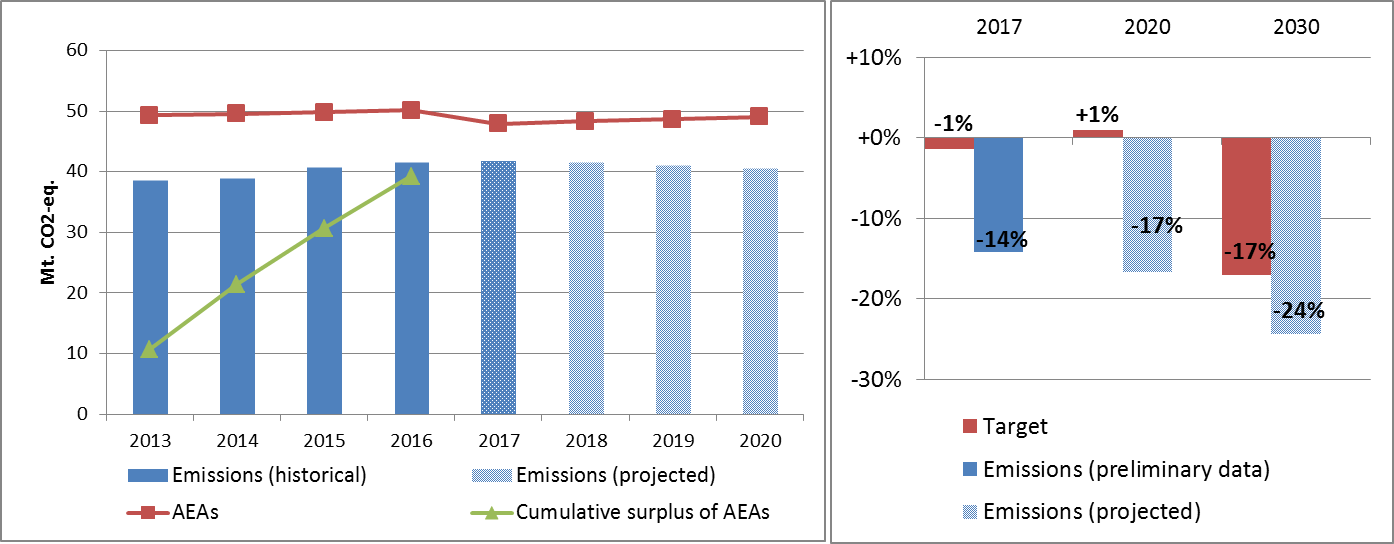 60
50
40
30
20
10
0
Mt. CO2-eq.
2013 2014 2015 2016 2017 2018 2019 2020
Emissions (historical) Emissions (projected)
AEAs Cumulative surplus of AEAs
2017 2020 2030
+10%
+0%
-10%
-20%
-30%
-1% +1%
-14% -17% -17%
-24%
Target
Emissions (preliminary data)
Emissions (projected)